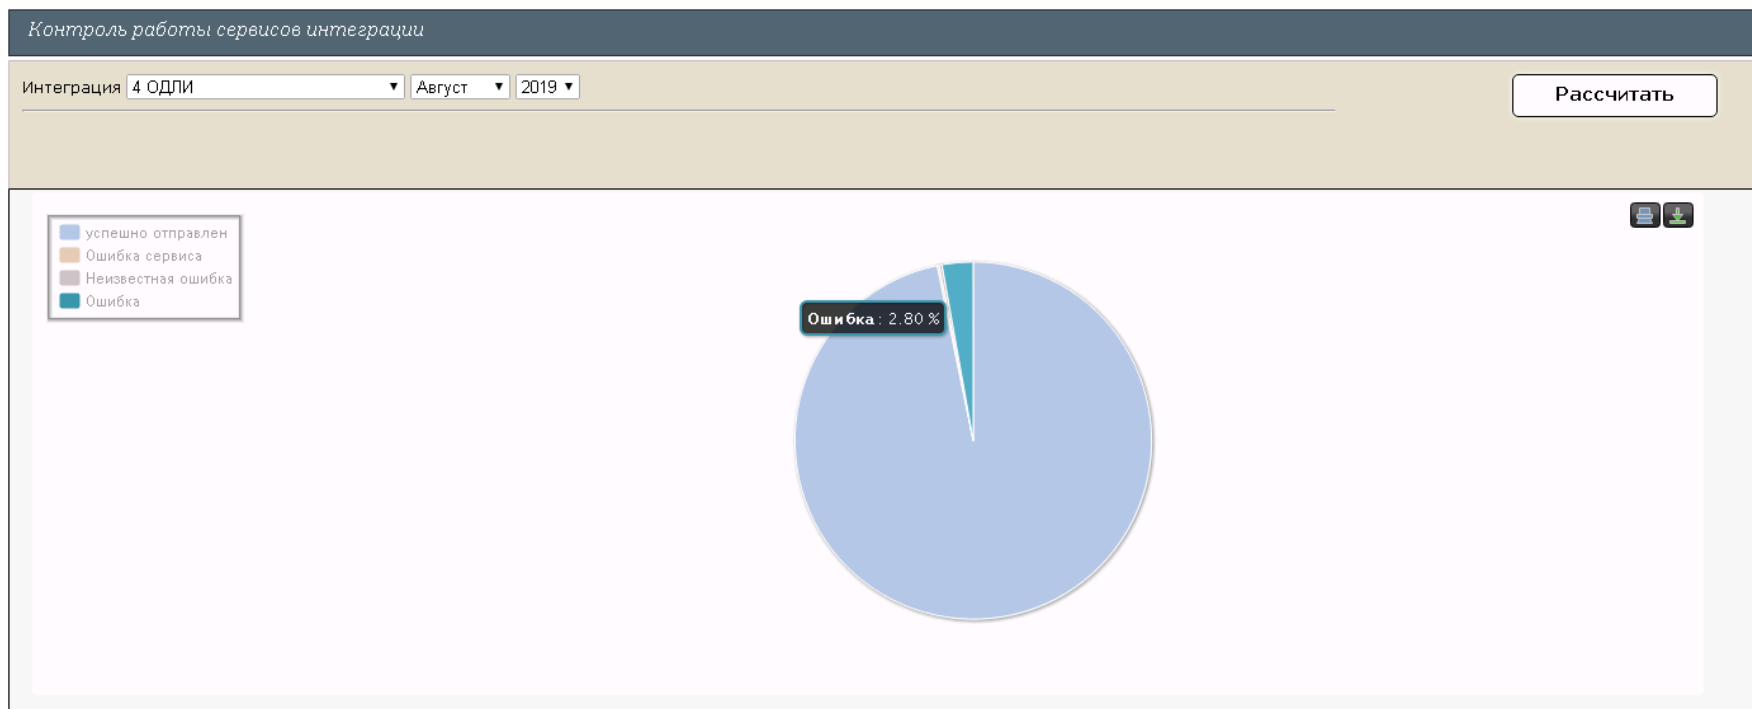 Контроль работы сервисов интеграции
Интеграция 4 ОДЛИ Август 2019
Рассчитать
успешно отправлен
Ошибка сервиса
Неизвестная ошибка
Ошибка
Ошибка : 2.80 %